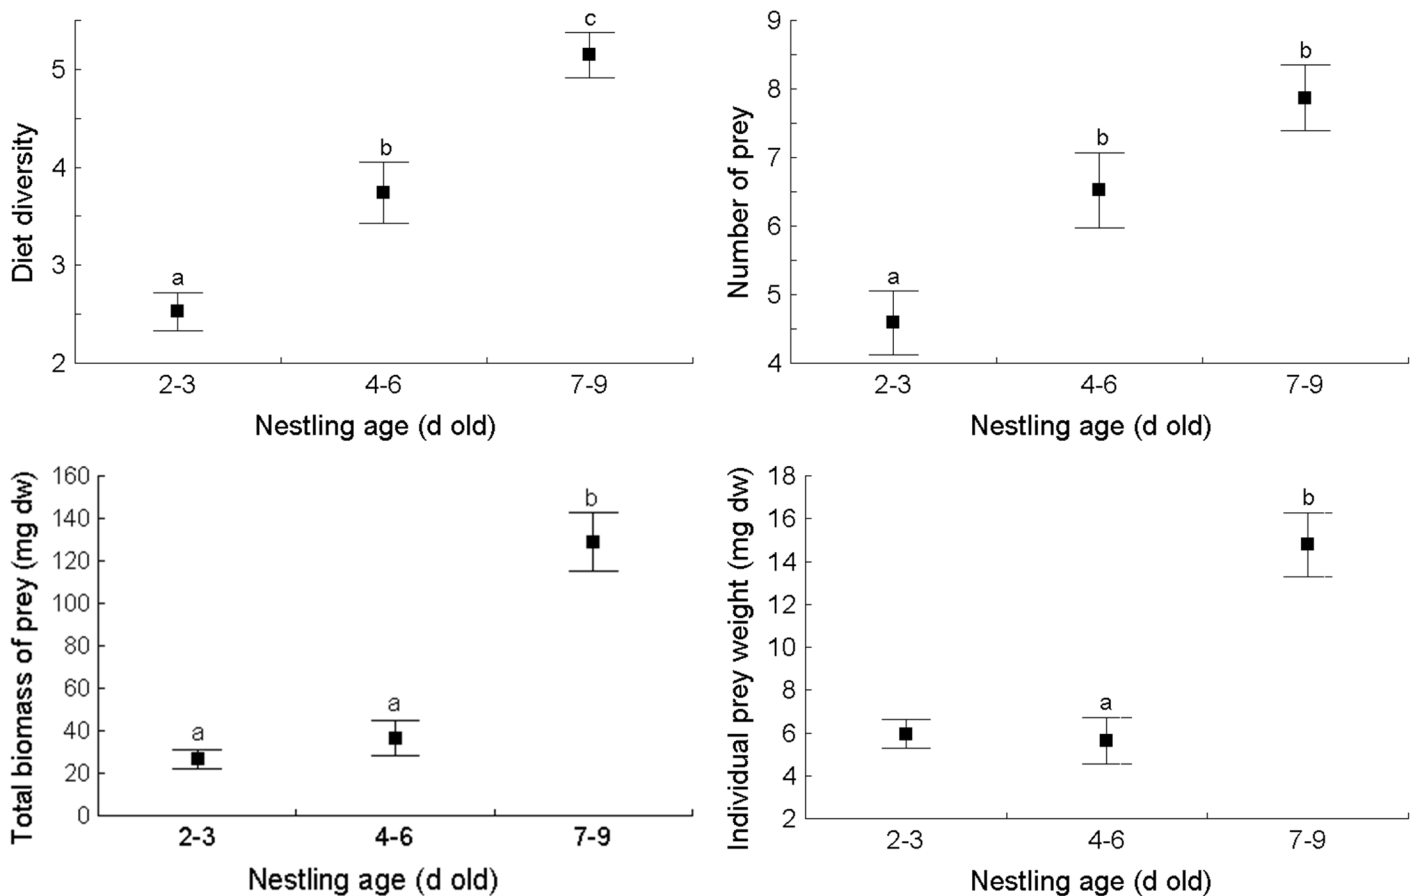 Diet diversity
5
4
3
2
a
b
c
2-3
4-6
7-9
Nestling age (d old)
Number of prey
9
8
7
6
5
4
a
b
b
2-3
4-6
7-9
Nestling age (d old)
Total biomass of prey (mg dw)
160
140
120
100
80
60
40
20
0
a
a
b
2-3
4-6
7-9
Nestling age (d old)
Individual prey weight (mg dw)
18
16
14
12
10
8
6
4
2
a
b
2-3
4-6
7-9
Nestling age (d old)